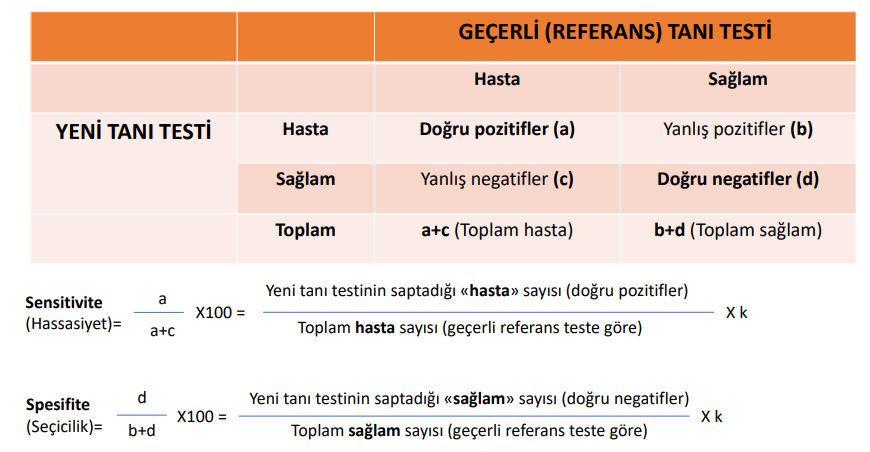 GEÇERLİ (REFERANS) TANI TESTİ
Hasta
Sağlam
YENİ TANI TESTİ
Hasta
Doğru pozitifler (a)
Yanlış pozitifler (b)
Sağlam
Yanlış negatifler (c)
Doğru negatifler (d)
Toplam
a+c (Toplam hasta)
b+d (Toplam sağlam)
Sensitivite
(Hassasiyet)=
a
a+c
X100 =
Yeni tanı testinin saptadığı «hasta» sayısı (doğru pozitifler)
Toplam hasta sayısı (geçerli referans teste göre)
X k
Spesifite
(Seçicilik)=
d
b+d
X100 =
Yeni tanı testinin saptadığı «sağlam» sayısı (doğru negatifler)
Toplam sağlam sayısı (geçerli referans teste göre)
X k